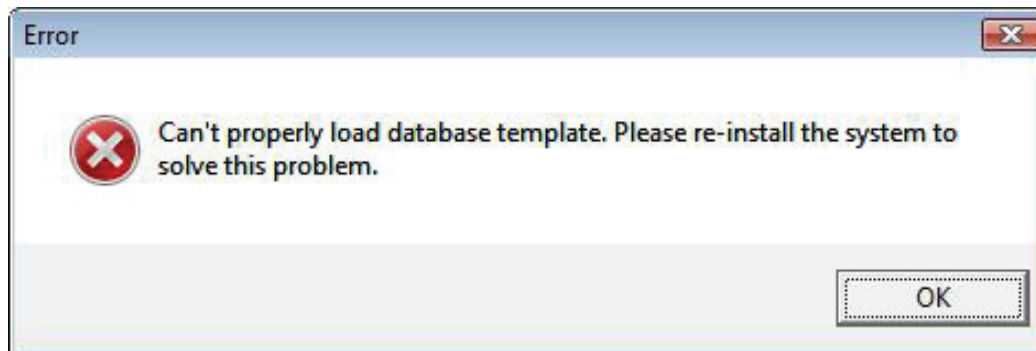 Error
Can't properly load database template. Please re-install the system to
solve this problem.
OK